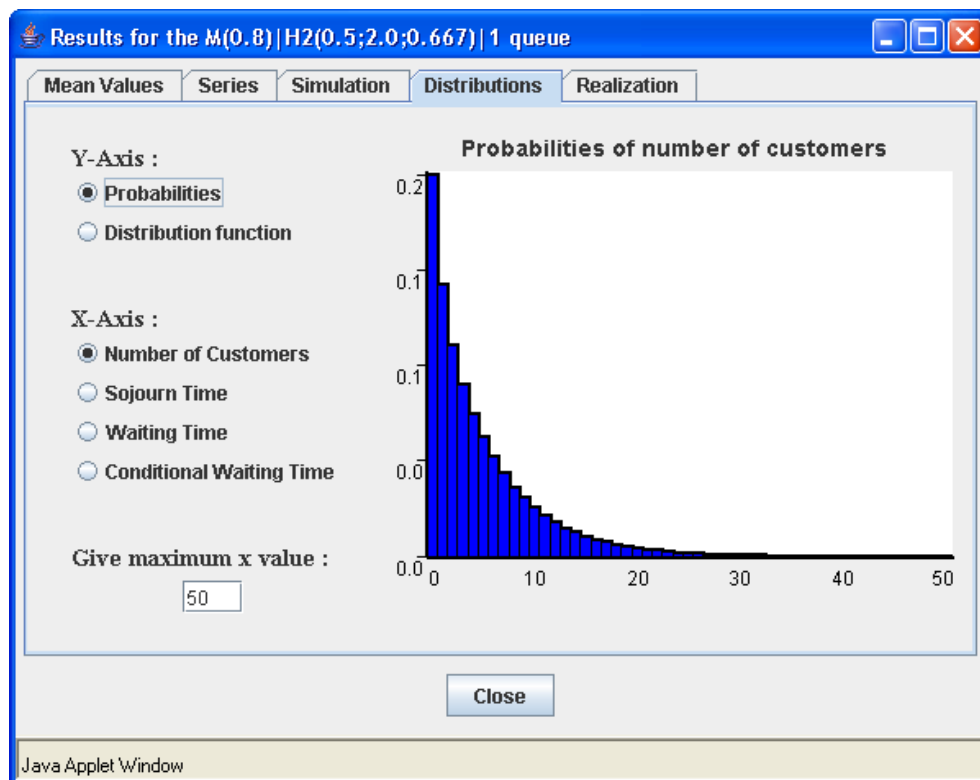 Results for the M(0.8)|H2(0.5;2.0;0.667)|1 queue
Mean Values Series Simulation Distributions Realization
Y-Axis :
Probabilities
Distribution function
X-Axis :
Number of Customers
Sojourn Time
Waiting Time
Conditional Waiting Time
Give maximum x value :
50
Probabilities of number of customers
0.2
0.1
0.1
0.0
0.0
0 10 20 30 40 50
Close
Java Applet Window